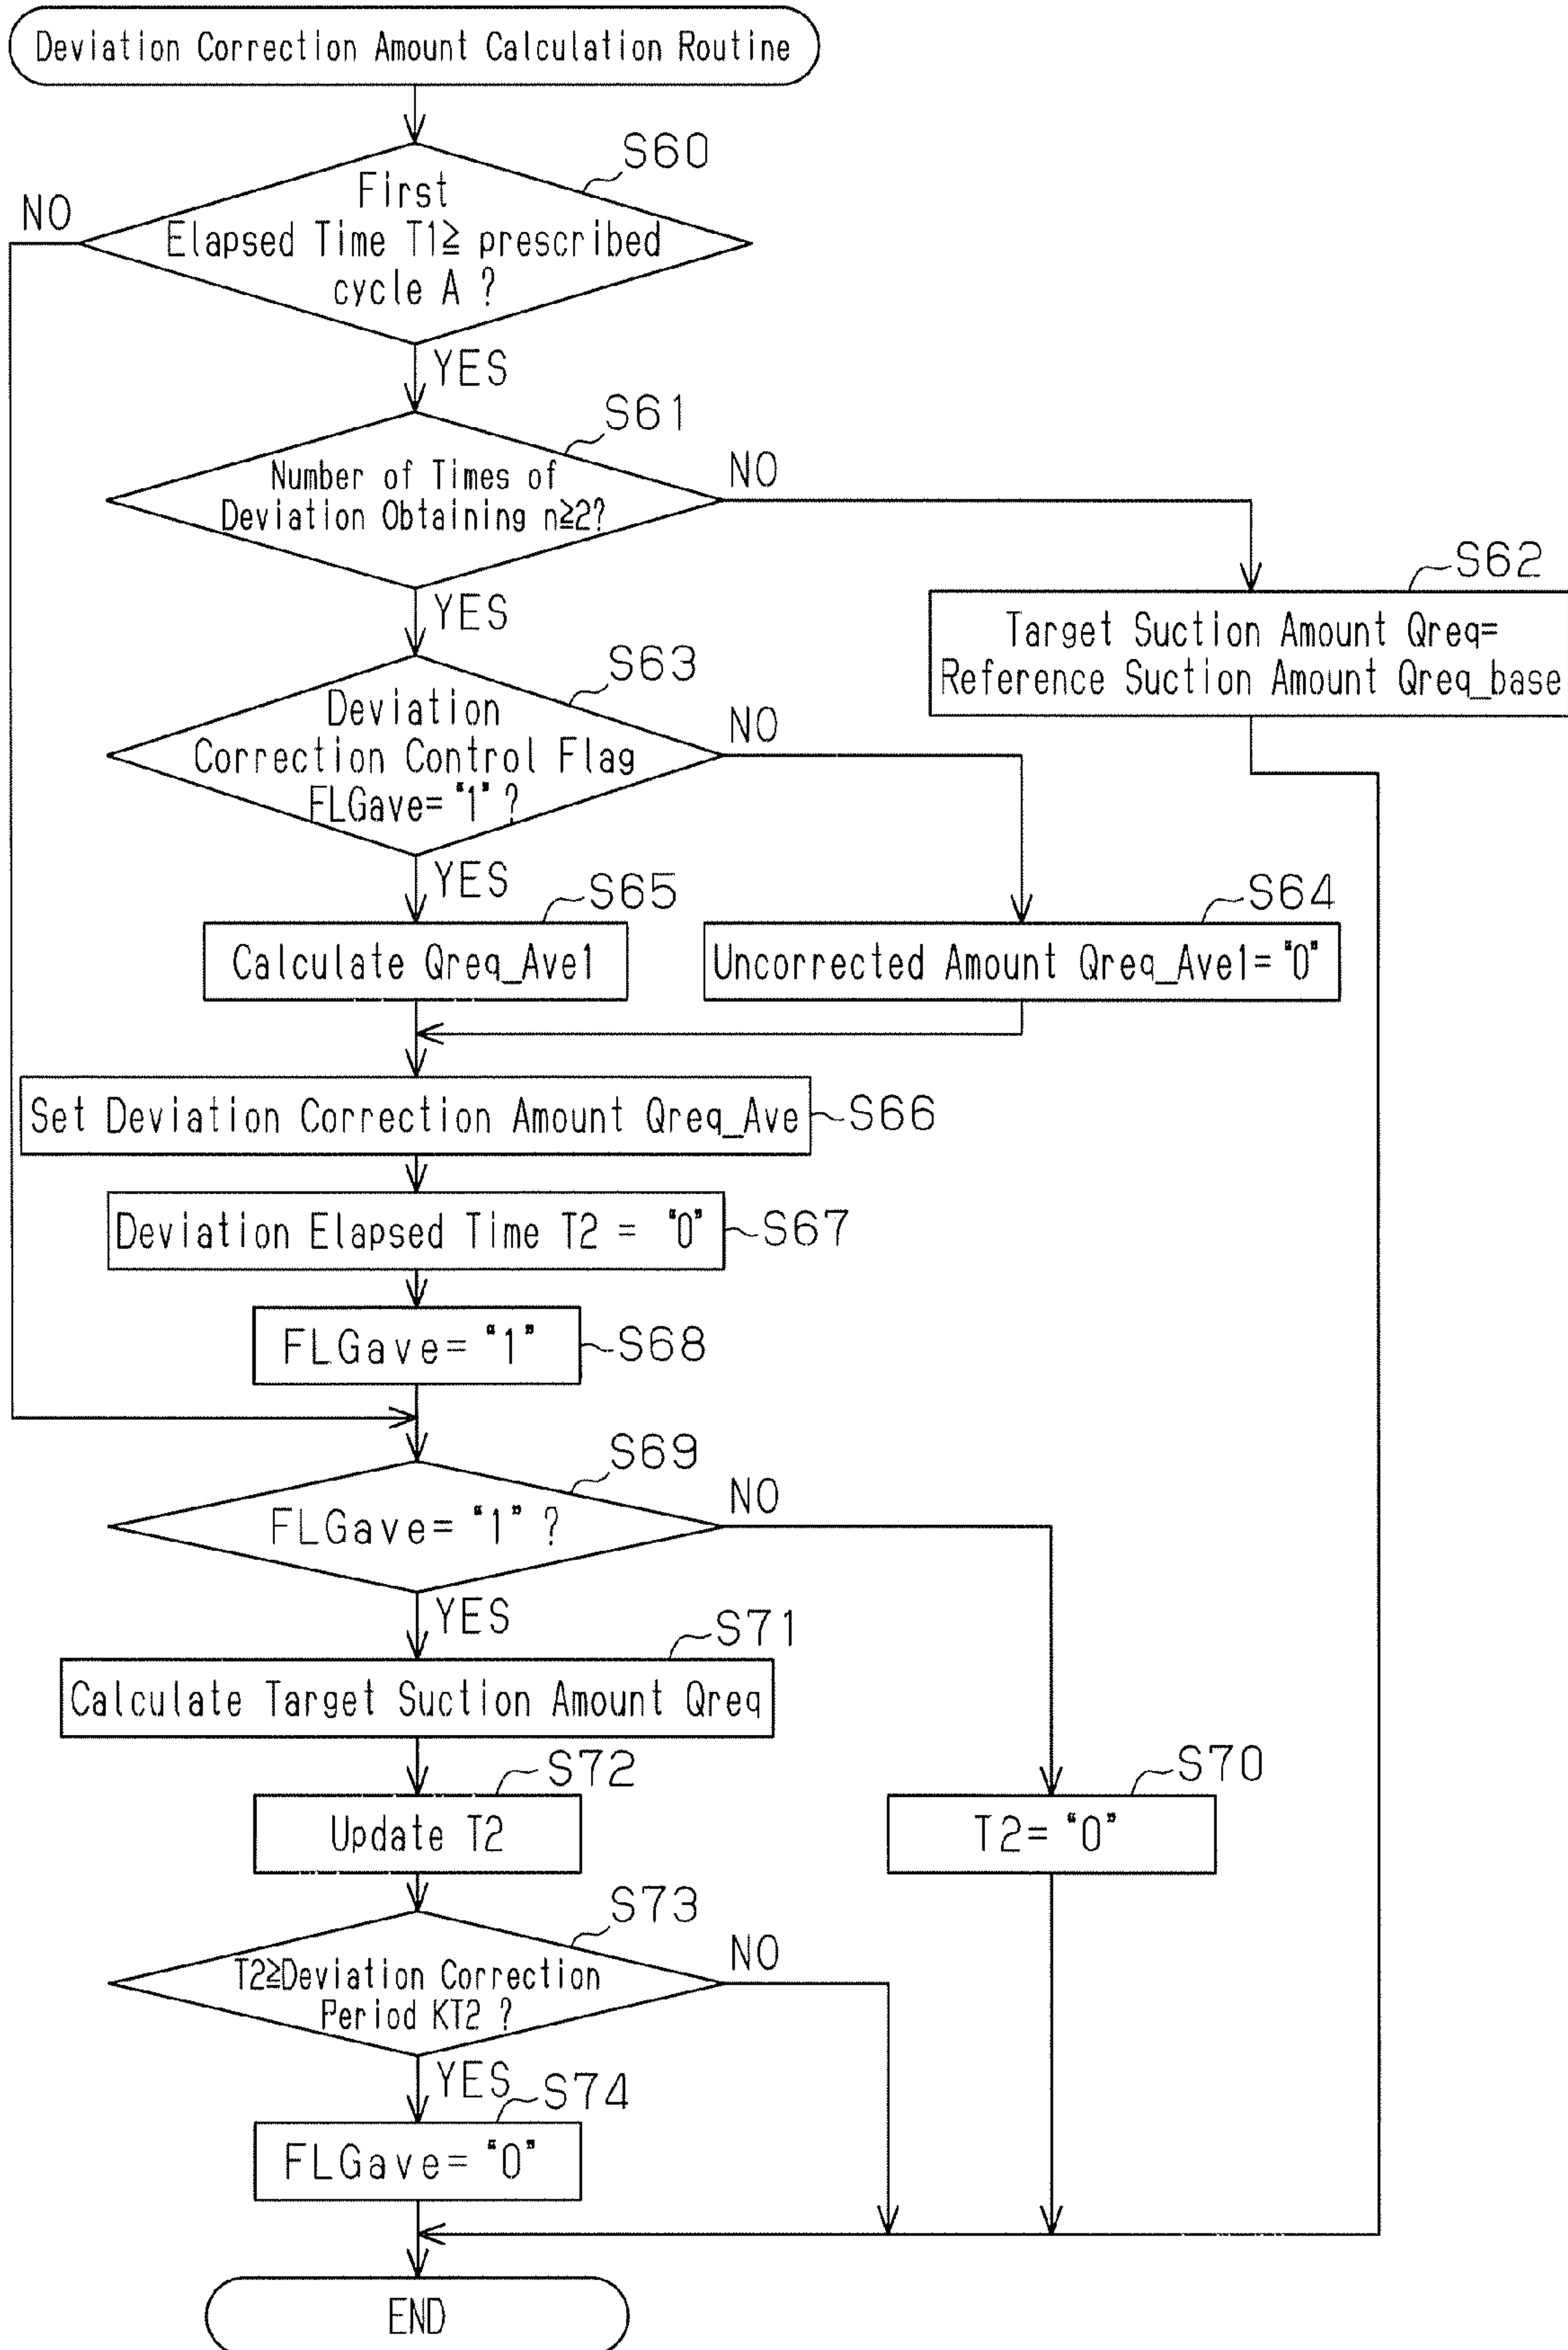 Deviation Correction Amount Calculation Routine
S60
First
Elapsed Time T1≧ prescribed
cycle A ?
NO
YES
S61
Number of Times of
Deviation Obtaining n≧2?
NO
YES
S62
Target Suction Amount Qreq=
Reference Suction Amount Qreq_base
S63
Deviation
Correction Control Flag
FLGave= "1" ?
NO
YES
S65
Calculate Qreq_Ave1
S64
Uncorrected Amount Qreq_Ave1= "0"
Set Deviation Correction Amount Qreq_Ave
S66
Deviation Elapsed Time T2 = "0"
S67
FLGave= "1"
S68
S69
FLGave= "1" ?
NO
YES
S71
Calculate Target Suction Amount Qreq
S72
Update T2
S70
T2= "0"
S73
T2≧Deviation Correction
Period KT2 ?
NO
YES
S74
FLGave= "0"
END